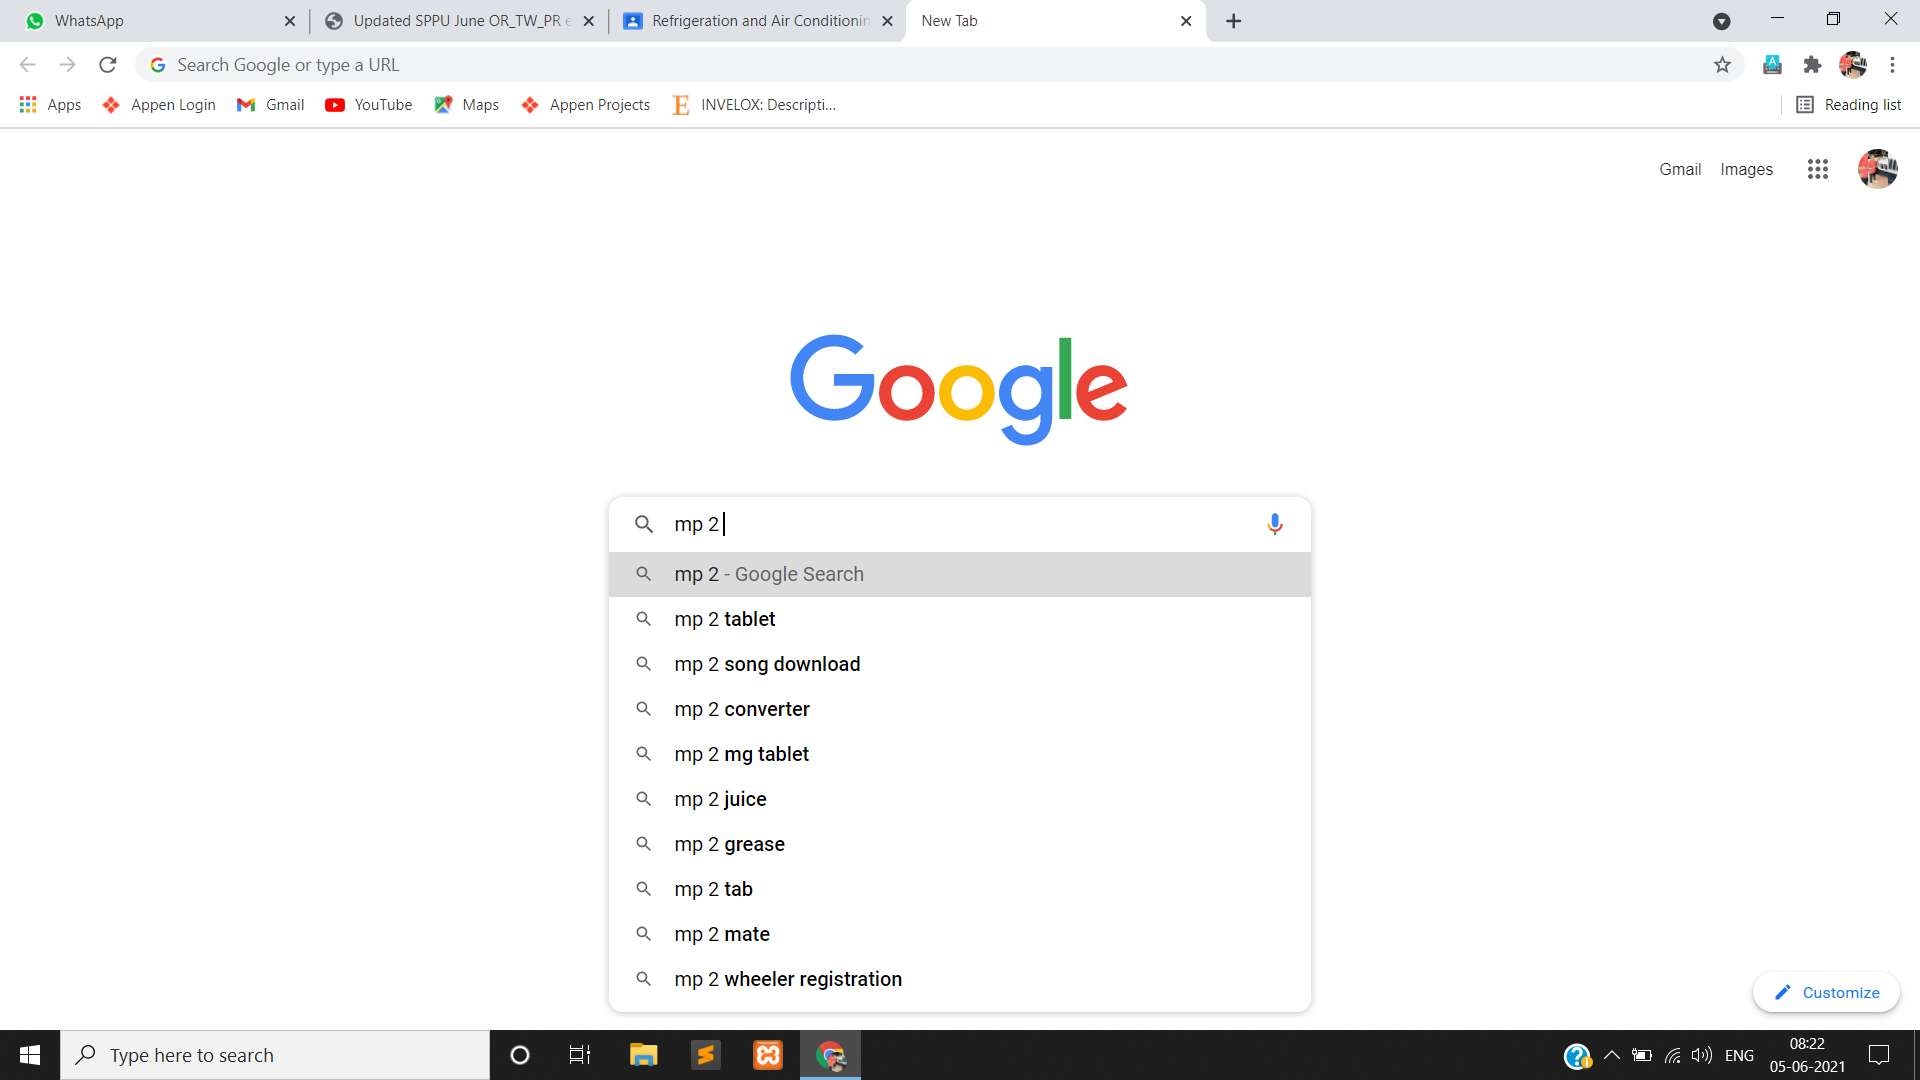 WhatsApp
Updated SPPU June OR_TW_PR e
Refrigeration and Air Conditionin
New Tab
Search Google or type a URL
Apps
Appen Login
Gmail
YouTube
Maps
Appen Projects
INVELOX: Descripti...
Reading list
Gmail
Images
Google
mp 2
mp 2 - Google Search
mp 2 tablet
mp 2 song download
mp 2 converter
mp 2 mg tablet
mp 2 juice
mp 2 grease
mp 2 tab
mp 2 mate
mp 2 wheeler registration
Customize
Type here to search
ENG
08:22
05-06-2021